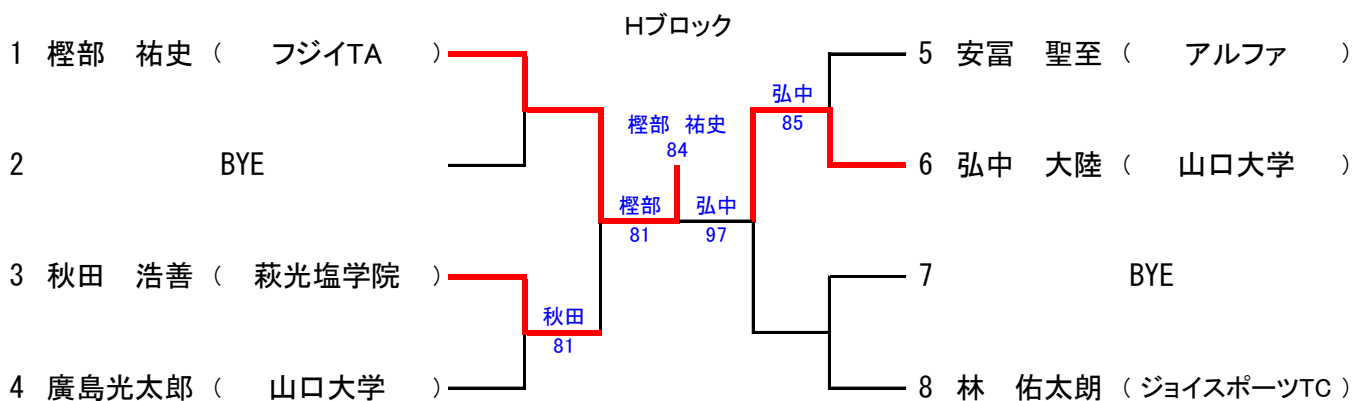 Hブロック
1 樫部 祐史 ( フジイTA )
2 BYE
3 秋田 浩善 ( 萩光塩学院 )
4 廣島光太郎 ( 山口大学 )
秋田
81
樫部
81
樫部 祐史
84
弘中
97
弘中
85
5 安冨 聖至 ( アルファ )
6 弘中 大陸 ( 山口大学 )
7 BYE
8 林 佑太朗 ( ジョイスポーツTC )